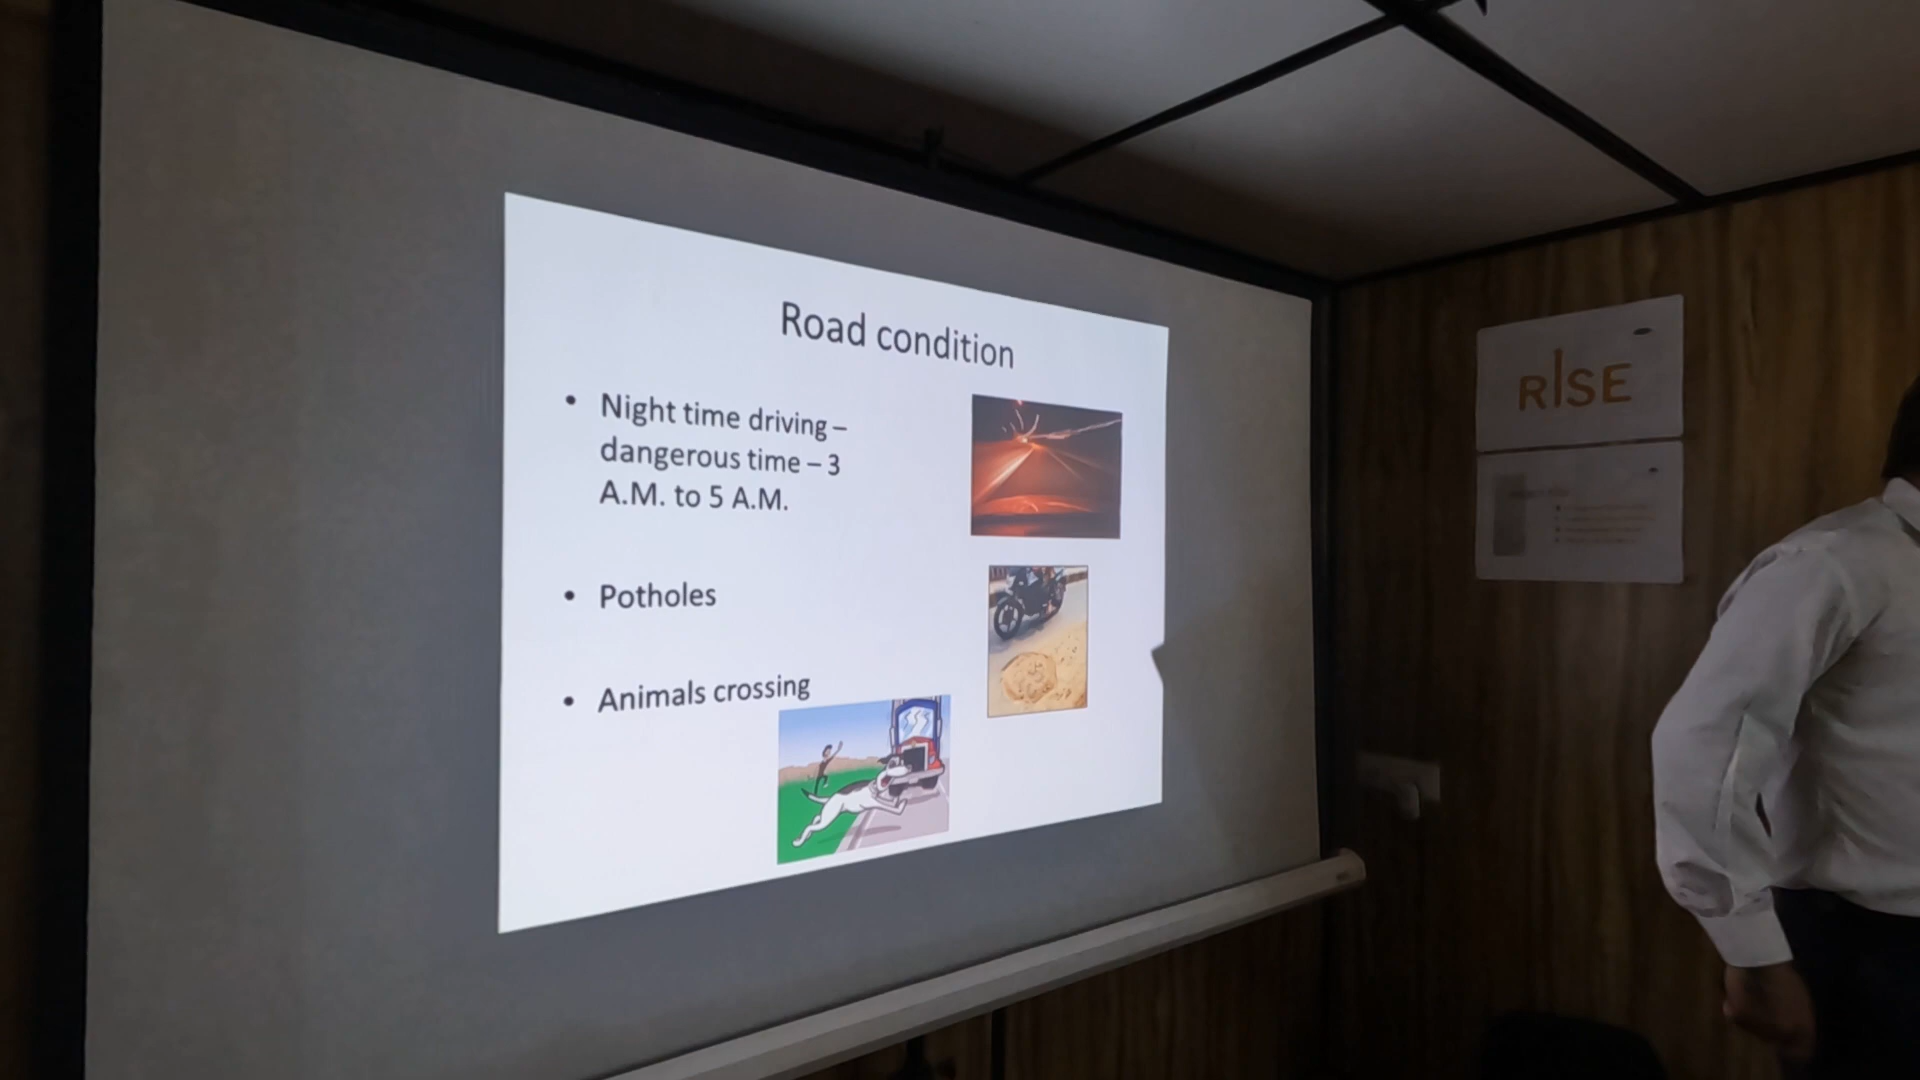 Road condition
• Night time driving –
dangerous time – 3
A.M. to 5 A.M.
• Potholes
• Animals crossing
RISE